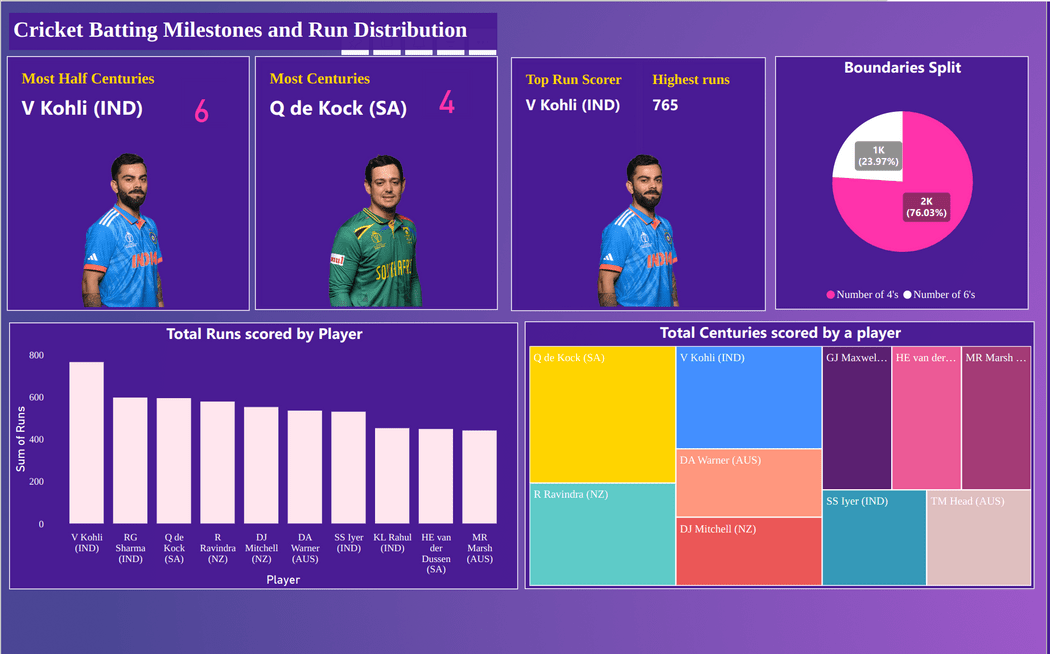 Cricket Batting Milestones and Run Distribution
Most Half Centuries
V Kohli (IND)
6
Most Centuries
Q de Kock (SA)
4
Top Run Scorer
Highest runs
V Kohli (IND)
765
Boundaries Split
1K
(23.97%)
2K
(76.03%)
Number of 4's
Number of 6's
Total Runs scored by Player
Sum of Runs
800
600
400
200
0
V Kohli
(IND)
RG
Sharma
(IND)
Q de
Kock
(SA)
R
Ravindra
(NZ)
DJ
Mitchell
(NZ)
DA
Warner
(AUS)
SS Iyer
(IND)
KL Rahul
(IND)
HE van
der
Dussen
(SA)
MR
Marsh
(AUS)
Player
Total Centuries scored by a player
Q de Kock (SA)
V Kohli (IND)
GJ Maxwel...
HE van der...
MR Marsh ...
DA Warner (AUS)
R Ravindra (NZ)
SS Iyer (IND)
TM Head (AUS)
DJ Mitchell (NZ)